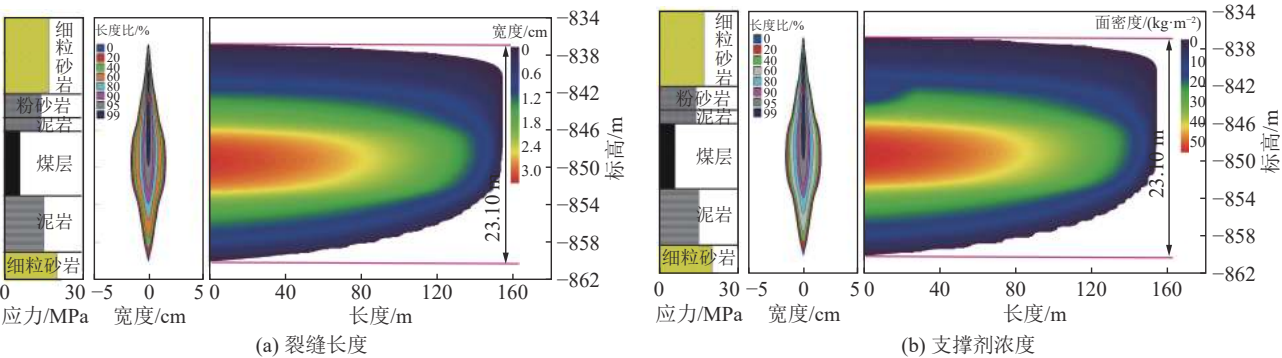 细
粒
砂
岩
粉砂岩
泥岩
煤层
泥岩
细粒砂岩
0 30
应力/MPa
长度比/%
0
20
40
60
80
90
95
99
−5 0 5
宽度/cm
宽度/cm
0
0.6
1.2
1.8
2.4
3.0
23.10 m
0 40 80 120 160
长度/m
−834
−838
−842
−846
−850
−854
−858
−862
标高/m
(a) 裂缝长度
细
粒
砂
岩
粉砂岩
泥岩
煤层
泥岩
细粒砂岩
0 30
应力/MPa
长度比/%
0
20
40
60
80
90
95
99
−5 0 5
宽度/cm
面密度/(kg·m⁻²)
0
10
20
30
40
50
23.10 m
0 40 80 120 160
长度/m
−834
−838
−842
−846
−850
−854
−858
−862
标高/m
(b) 支撑剂浓度